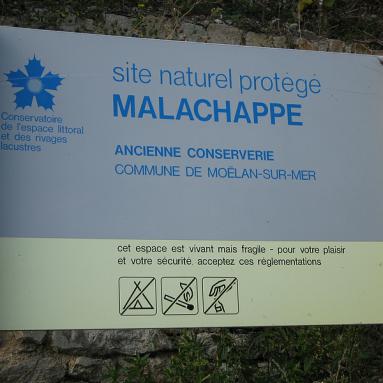 site naturel protégé
MALACHAPPE
Conservatoire
de l'espace littoral
et des rivages
lacustres
ANCIENNE CONSERVERIE
COMMUNE DE MOËLAN-SUR-MER
cet espace est vivant mais fragile - pour votre plaisir
et votre sécurité, acceptez ces réglementations